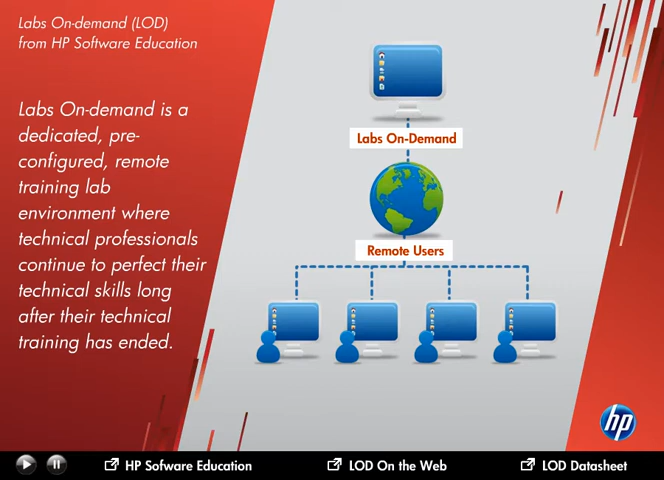 Labs On-demand (LOD)
from HP Software Education
Labs On-demand is a
dedicated, pre-
configured, remote
training lab
environment where
technical professionals
continue to perfect their
technical skills long
after their technical
training has ended.
Labs On-Demand
Remote Users
hp
HP Sofware Education
LOD On the Web
LOD Datasheet